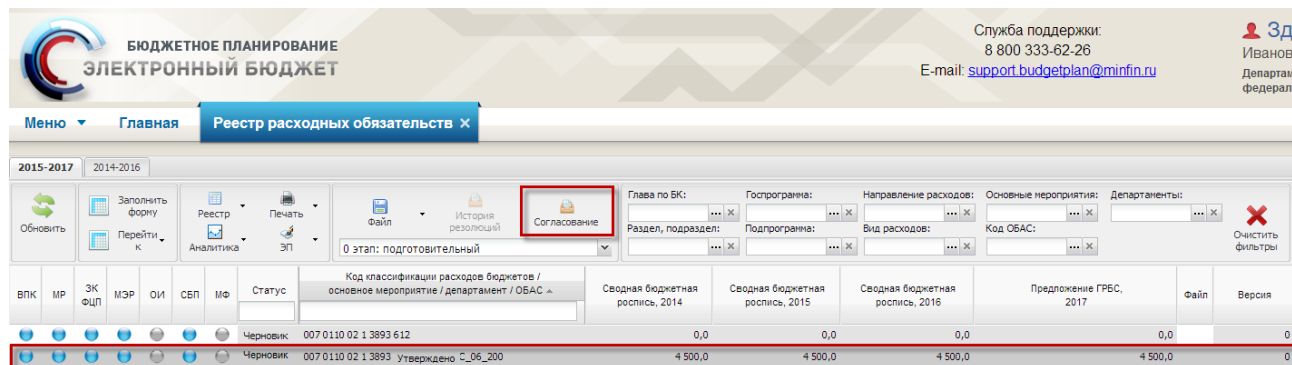 БЮДЖЕТНОЕ ПЛАНИРОВАНИЕ
ЭЛЕКТРОННЫЙ БЮДЖЕТ
Служба поддержки:
8 800 333-62-26
E-mail: support.budgetplan@minfin.ru
Зд
Иванов
Департам
федерал
Меню Главная Реестр расходных обязательств ×
2015-2017 2014-2016
Обновить
Заполнить форму
Перейти к
Реестр
Аналитика
Печать
ЭП
Файл
История резолюций
Согласование
0 этап: подготовительный
Глава по БК: Госпрограмма: Направление расходов: Основные мероприятия: Департаменты:
Раздел, подраздел: Подпрограмма: Вид расходов: Код ОБАС:
Очистить фильтры
ВПК МР ЗК ФЦП МЭР ОИ СБП МФ Статус Код классификации расходов бюджетов / основное мероприятие / департамент / ОБАС Сводная бюджетная роспись, 2014 Сводная бюджетная роспись, 2015 Сводная бюджетная роспись, 2016 Предложение ГРБС, 2017 Файл Версия
Черновик 007 0110 02 1 3893 612 0,0 0,0 0,0 0,0 0
Черновик 007 0110 02 1 3893 Утверждено С_06_200 4 500,0 4 500,0 4 500,0 4 500,0 0